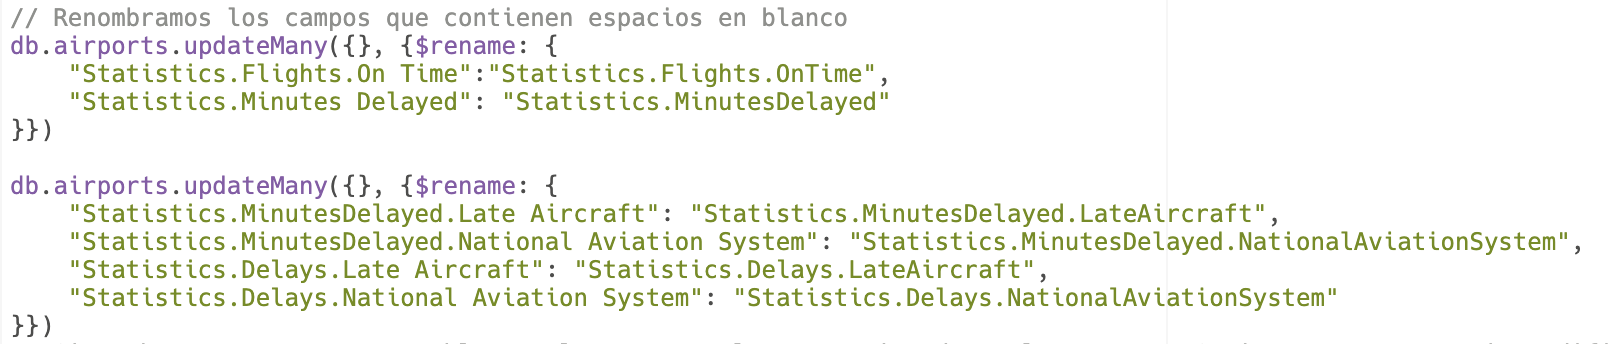 // Renombramos los campos que contienen espacios en blanco
db.airports.updateMany({}, {$rename: {
    "Statistics.Flights.On Time":"Statistics.Flights.OnTime",
    "Statistics.Minutes Delayed": "Statistics.MinutesDelayed"
}})

db.airports.updateMany({}, {$rename: {
    "Statistics.MinutesDelayed.Late Aircraft": "Statistics.MinutesDelayed.LateAircraft",
    "Statistics.MinutesDelayed.National Aviation System": "Statistics.MinutesDelayed.NationalAviationSystem",
    "Statistics.Delays.Late Aircraft": "Statistics.Delays.LateAircraft",
    "Statistics.Delays.National Aviation System": "Statistics.Delays.NationalAviationSystem"
}})